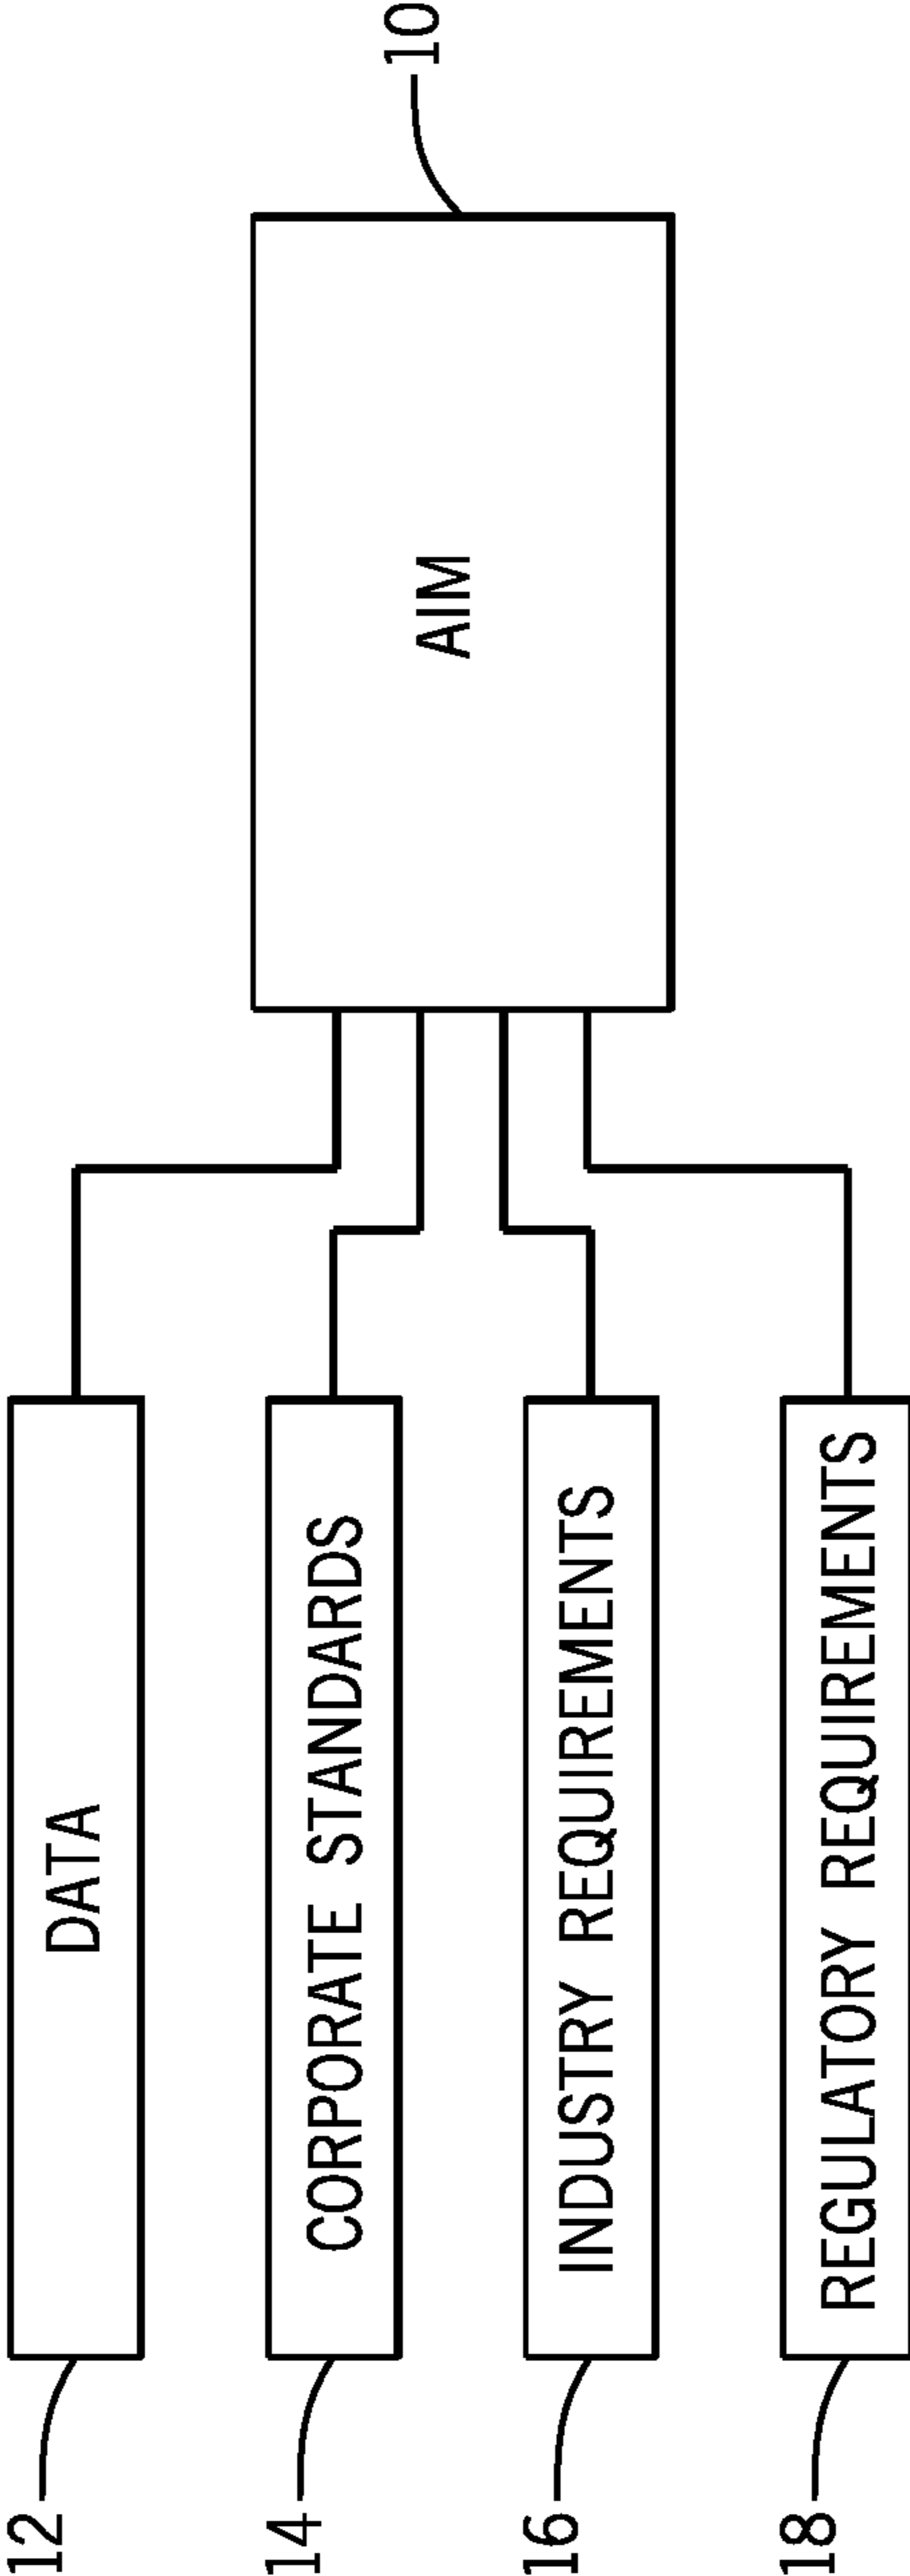 12
DATA
14
CORPORATE STANDARDS
16
INDUSTRY REQUIREMENTS
18
REGULATORY REQUIREMENTS
AIM
10